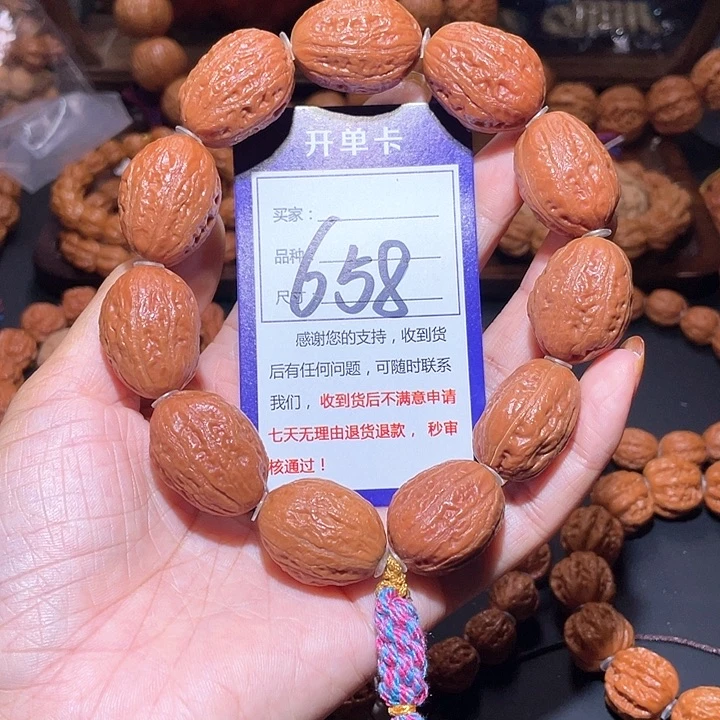 开单卡
买家：
品种
658
尺寸
感谢您的支持，收到货
后有任何问题，可随时联系
我们，收到货后不满意申请
七天无理由退货退款，秒审
核通过！